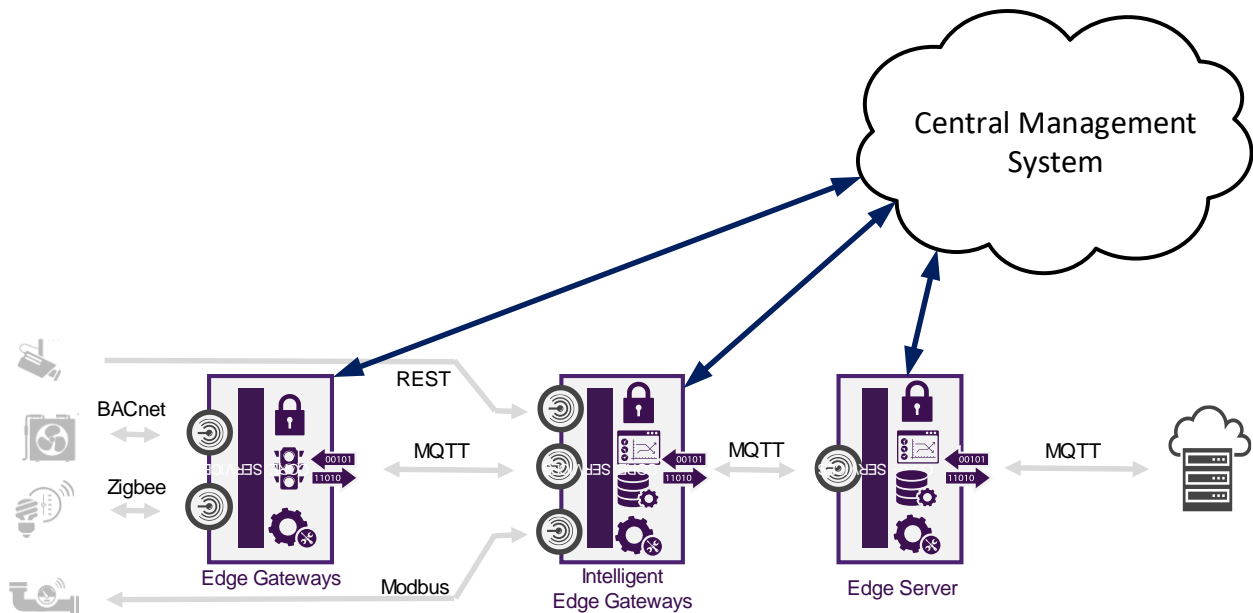 Central Management
System
REST
BACnet
MQTT
MQTT
MQTT
Zigbee
00101
11010
00101
11010
00101
11010
Modbus
Edge Gateways
Intelligent
Edge Gateways
Edge Server